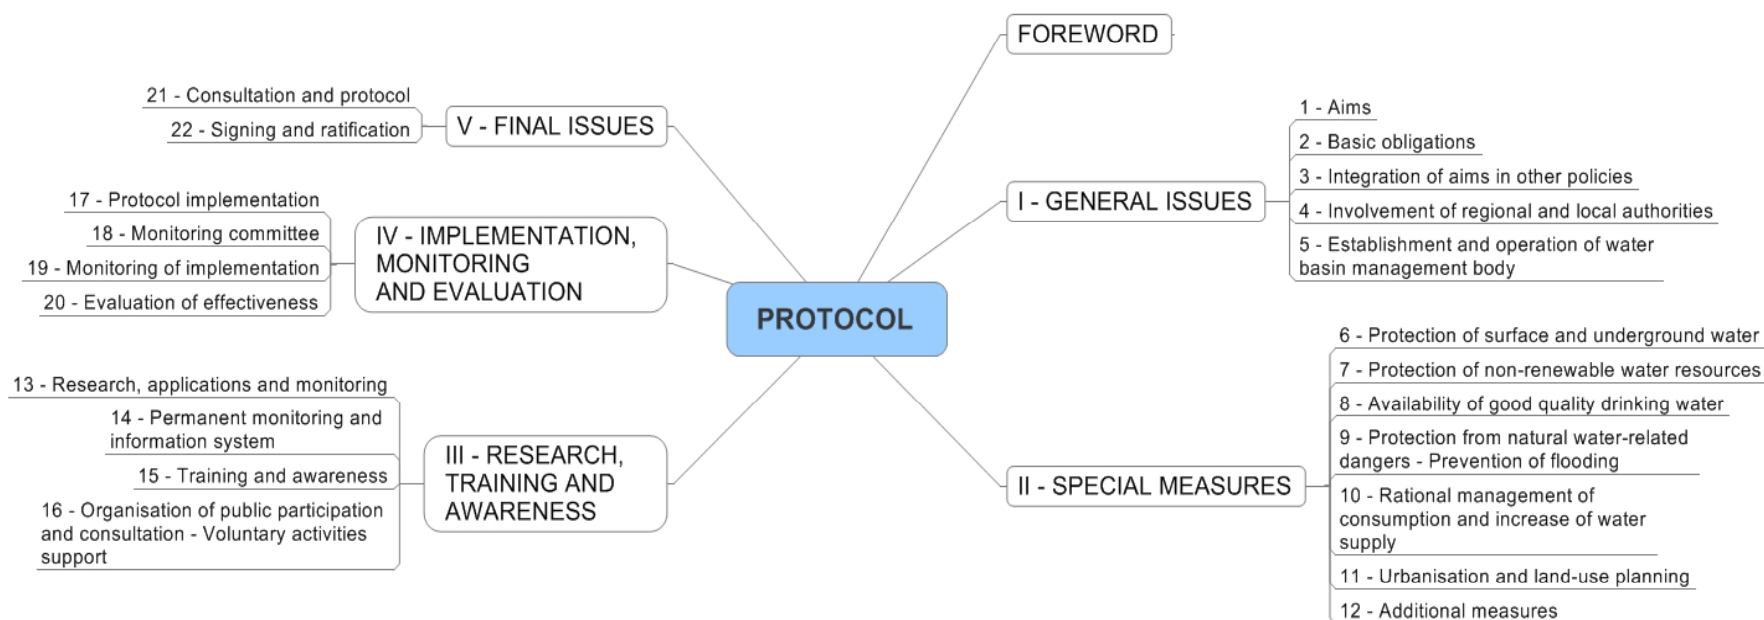 FOREWORD
21 - Consultation and protocol
22 - Signing and ratification
V - FINAL ISSUES
1 - Aims
2 - Basic obligations
3 - Integration of aims in other policies
4 - Involvement of regional and local authorities
5 - Establishment and operation of water
basin management body
I - GENERAL ISSUES
17 - Protocol implementation
18 - Monitoring committee
19 - Monitoring of implementation
20 - Evaluation of effectiveness
IV - IMPLEMENTATION,
MONITORING
AND EVALUATION
PROTOCOL
6 - Protection of surface and underground water
7 - Protection of non-renewable water resources
8 - Availability of good quality drinking water
9 - Protection from natural water-related
dangers - Prevention of flooding
10 - Rational management of
consumption and increase of water
supply
11 - Urbanisation and land-use planning
12 - Additional measures
II - SPECIAL MEASURES
13 - Research, applications and monitoring
14 - Permanent monitoring and
information system
15 - Training and awareness
16 - Organisation of public participation
and consultation - Voluntary activities
support
III - RESEARCH,
TRAINING AND
AWARENESS